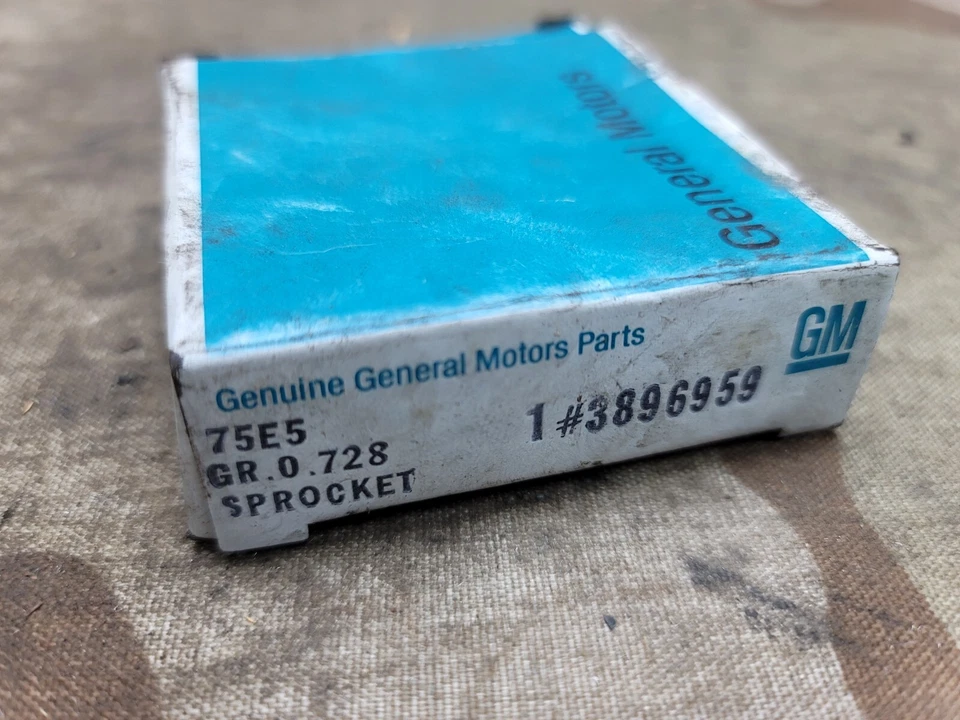 General Motors
Genuine General Motors Parts
GM
75E5
1 #3896959
GR.0.728
SPROCKET